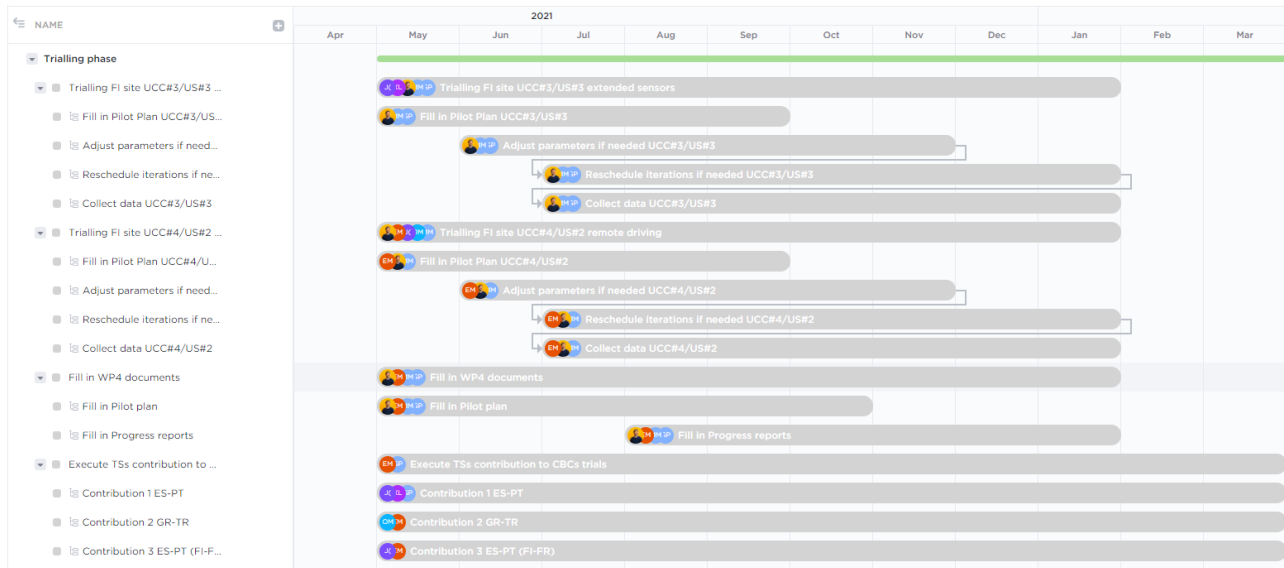 2021
NAME
Apr May Jun Jul Aug Sep Oct Nov Dec Jan Feb Mar
Trialling phase
Trialling FI site UCC#3/US#3 ... Trialling FI site UCC#3/US#3 extended sensors
Fill in Pilot Plan UCC#3/US... Fill in Pilot Plan UCC#3/US#3
Adjust parameters if need... Adjust parameters if needed UCC#3/US#3
Reschedule iterations if ne... Reschedule iterations if needed UCC#3/US#3
Collect data UCC#3/US#3 Collect data UCC#3/US#3
Trialling FI site UCC#4/US#2 ... Trialling FI site UCC#4/US#2 remote driving
Fill in Pilot Plan UCC#4/U... EM Fill in Pilot Plan UCC#4/US#2
Adjust parameters if need... EM Adjust parameters if needed UCC#4/US#2
Reschedule iterations if ne... EM Reschedule iterations if needed UCC#4/US#2
Collect data UCC#4/US#2 EM Collect data UCC#4/US#2
Fill in WP4 documents Fill in WP4 documents
Fill in Pilot plan Fill in Pilot plan
Fill in Progress reports Fill in Progress reports
Execute TSs contribution to ... EM Execute TSs contribution to CBCs trials
Contribution 1 ES-PT Contribution 1 ES-PT
Contribution 2 GR-TR Contribution 2 GR-TR
Contribution 3 ES-PT (FI-F... Contribution 3 ES-PT (FI-FR)